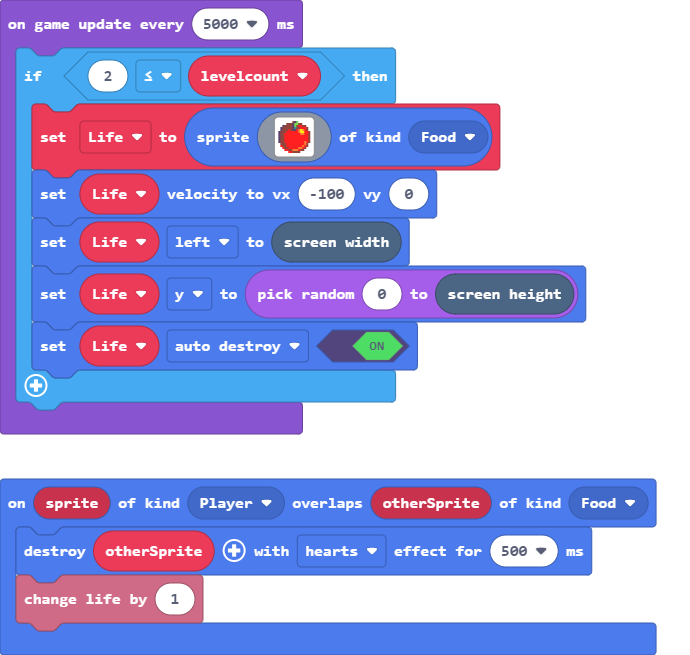 on game update every 5000 ms
if 2 ≤ levelcount then
set Life to sprite of kind Food
set Life velocity to vx -100 vy 0
set Life left to screen width
set Life y to pick random 0 to screen height
set Life auto destroy ON
on sprite of kind Player overlaps otherSprite of kind Food
destroy otherSprite with hearts effect for 500 ms
change life by 1